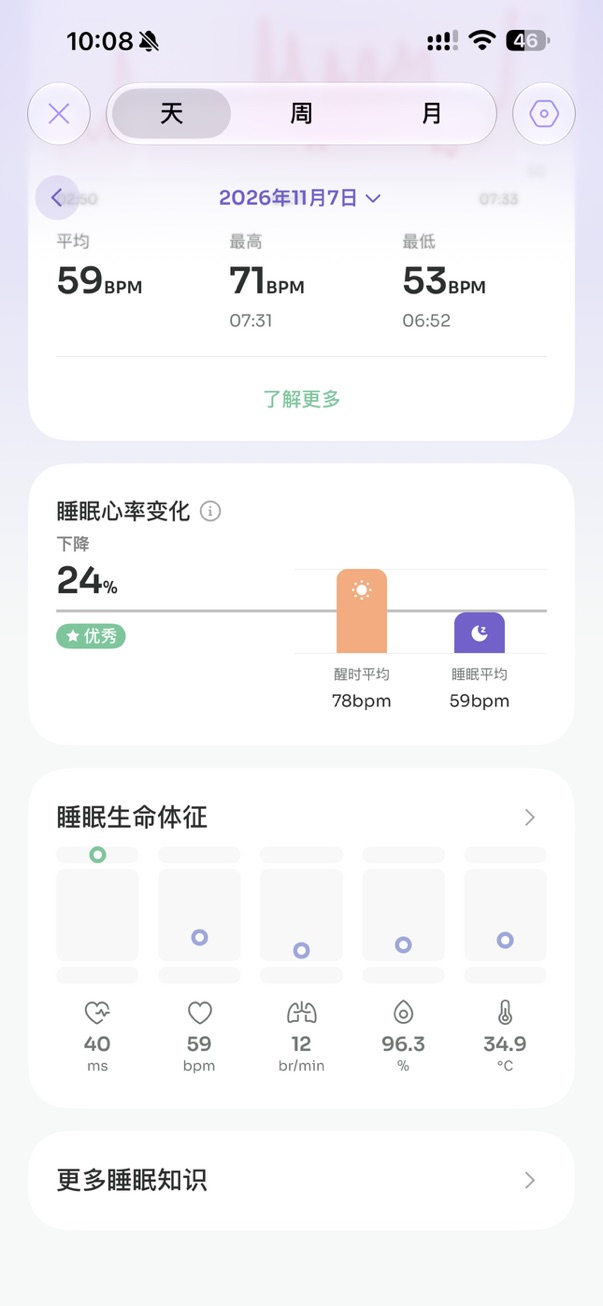 10:08
46
天 周 月
02:50 2026年11月7日 07:33
平均 最高 最低
59BPM 71BPM 53BPM
07:31 06:52
了解更多
睡眠心率变化
下降
24%
优秀
醒时平均 睡眠平均
78bpm 59bpm
睡眠生命体征
40 59 12 96.3 34.9
ms bpm br/min % °C
更多睡眠知识